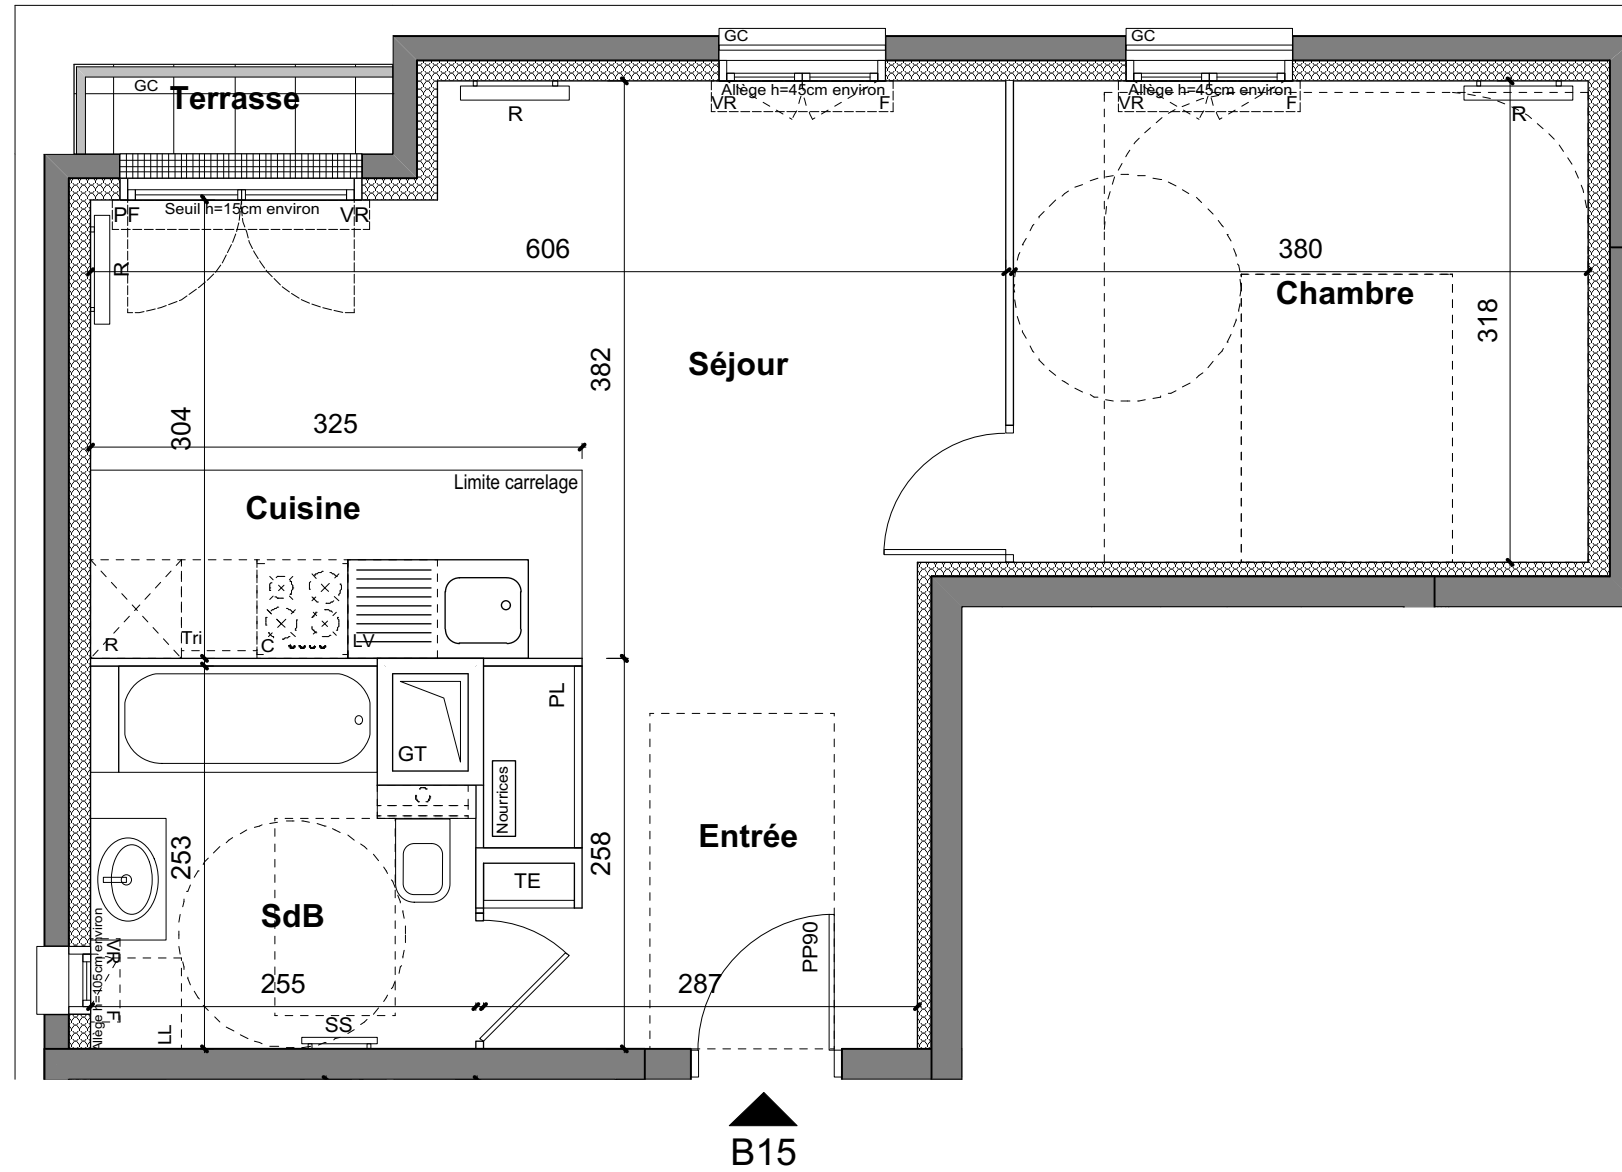 GC
GC
GC
Terrasse
Allège h=45cm environ
VR
F
Allège h=45cm environ
VR
F
R
R
PF
Seuil h=15cm environ
VR
R
606
380
Chambre
318
382
Séjour
304
325
Limite carrelage
Cuisine
R
Tri
C
LV
PL
GT
Nourrices
Entrée
258
253
TE
SdB
PP90
Allège h=105cm environ
VR
F
255
287
LL
SS
B15